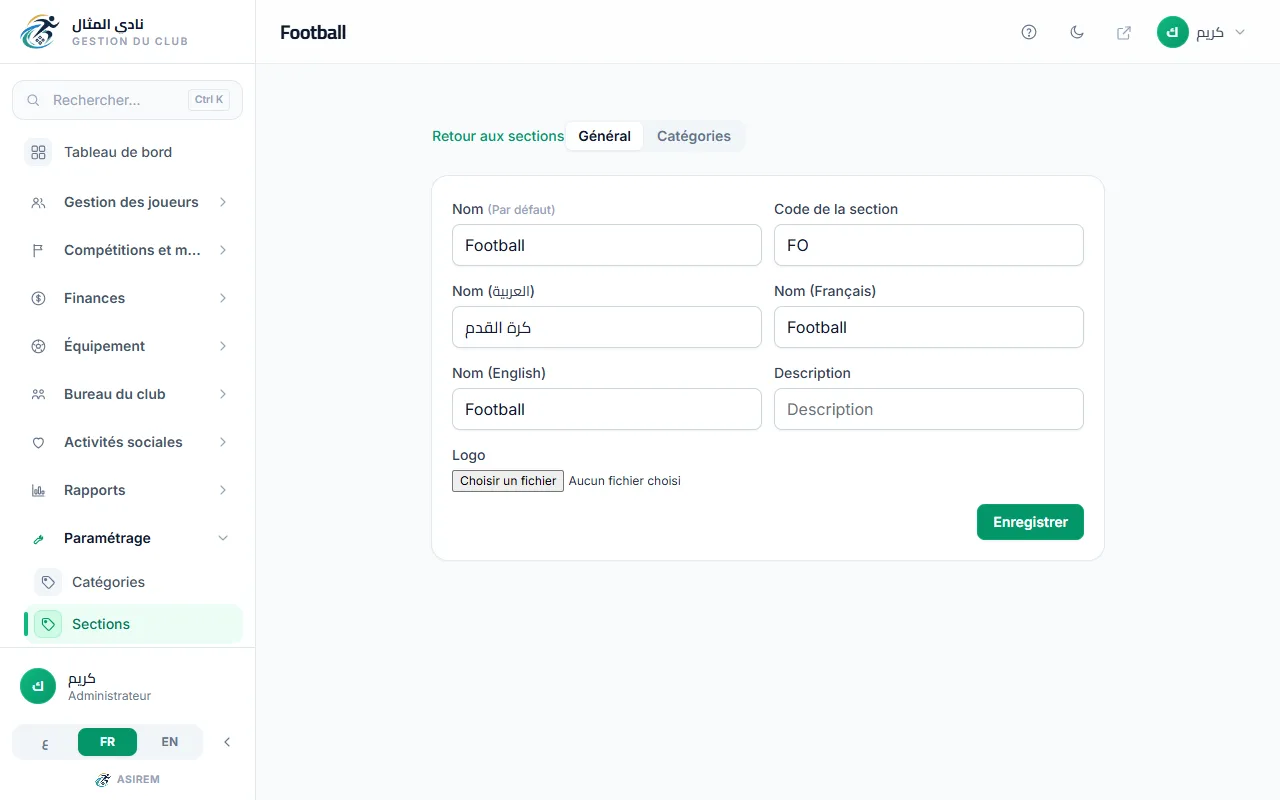 نادي المثال
GESTION DU CLUB
Rechercher...
Ctrl K
Tableau de bord
Gestion des joueurs
Compétitions et m...
Finances
Équipement
Bureau du club
Activités sociales
Rapports
Paramétrage
Catégories
Sections
ك
كريم
Administrateur
ع
FR
EN
ASIREM
Football
ك
كريم
Retour aux sections
Général
Catégories
Nom (Par défaut)
Football
Code de la section
FO
Nom (العربية)
كرة القدم
Nom (Français)
Football
Nom (English)
Football
Description
Description
Logo
Choisir un fichier
Aucun fichier choisi
Enregistrer